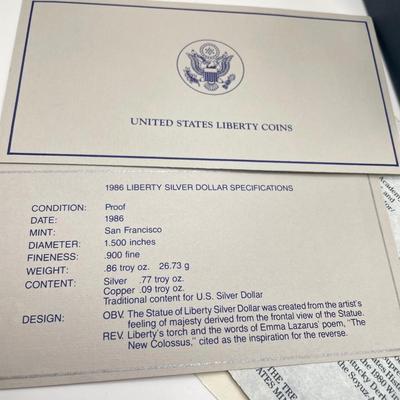 UNITED STATES LIBERTY COINS
1986 LIBERTY SILVER DOLLAR SPECIFICATIONS
CONDITION: Proof
DATE: 1986
MINT: San Francisco
DIAMETER: 1.500 inches
FINENESS: .900 fine
WEIGHT: .86 troy oz. 26.73 g
CONTENT: Silver .77 troy oz.
Copper .09 troy oz.
Traditional content for U.S. Silver Dollar
DESIGN: OBV. The Statue of Liberty Silver Dollar was created from the artist's
feeling of majesty derived from the frontal view of the Statue.
REV. Liberty's torch and the words of Emma Lazarus' poem, "The
New Colossus," cited as the inspiration for the reverse.